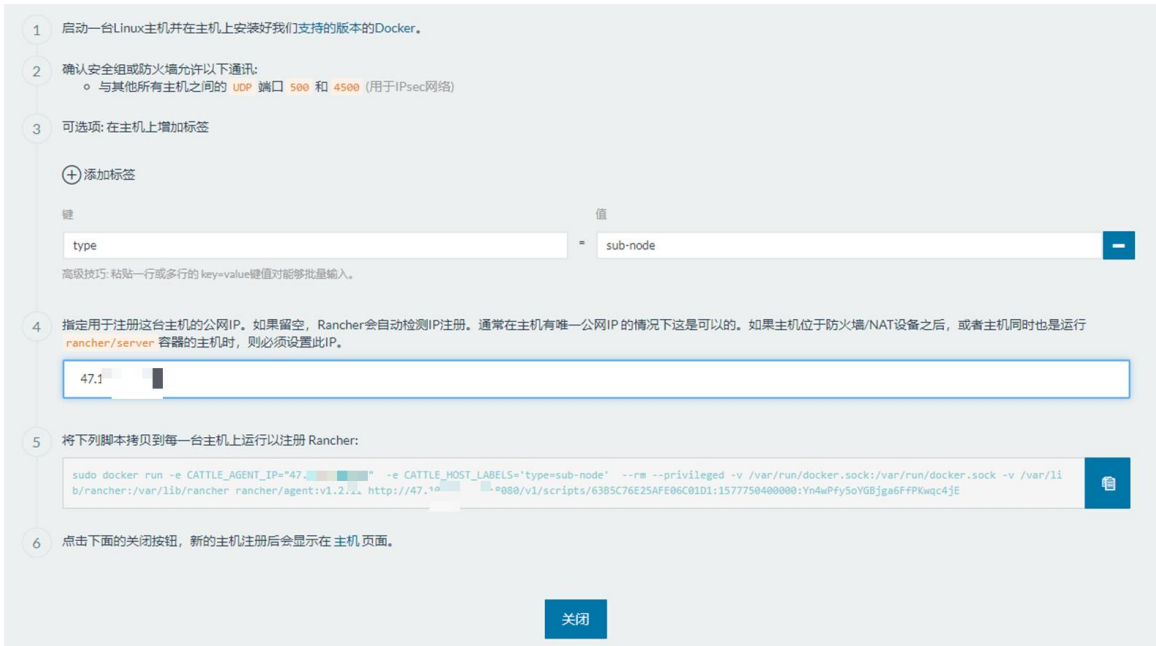 1 启动一台Linux主机并在主机上安装好我们支持的版本的Docker。
2 确认安全组或防火墙允许以下通讯:
与其他所有主机之间的 UDP 端口 500 和 4500 (用于IPsec网络)
3 可选项: 在主机上增加标签
添加标签
键 值
type = sub-node
高级技巧: 粘贴一行或多行的 key=value键值对能够批量输入。
4 指定用于注册这台主机的公网IP。如果留空，Rancher会自动检测IP注册。通常在主机有唯一公网IP 的情况下这是可以的。如果主机位于防火墙/NAT设备之后，或者主机同时也是运行
rancher/server 容器的主机时，则必须设置此IP。
47.1
5 将下列脚本拷贝到每一台主机上运行以注册 Rancher:
sudo docker run -e CATTLE_AGENT_IP="47. " -e CATTLE_HOST_LABELS='type=sub-node' --rm --privileged -v /var/run/docker.sock:/var/run/docker.sock -v /var/li
b/rancher:/var/lib/rancher rancher/agent:v1.2. http://47. :8080/v1/scripts/63B5C76E25AFE06C01D1:1577750400000:Yn4wPfy5oYGBjga6FfPKwqc4jE
6 点击下面的关闭按钮，新的主机注册后会显示在 主机 页面。
关闭